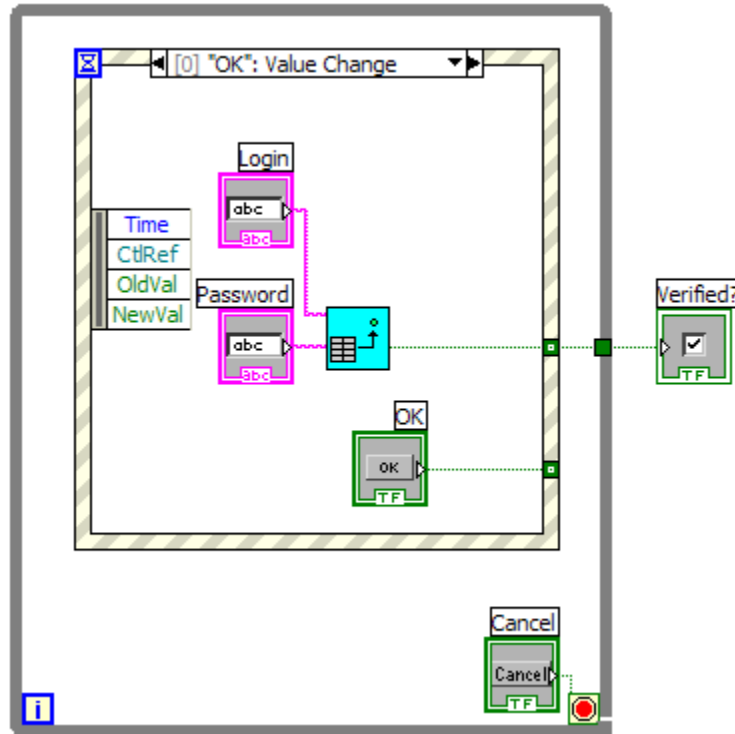 [0] "OK": Value Change
Login
abc
abc
Time
CtlRef
OldVal
NewVal
Password
abc
abc
Verified?
TF
OK
OK
TF
Cancel
Cancel
TF
i